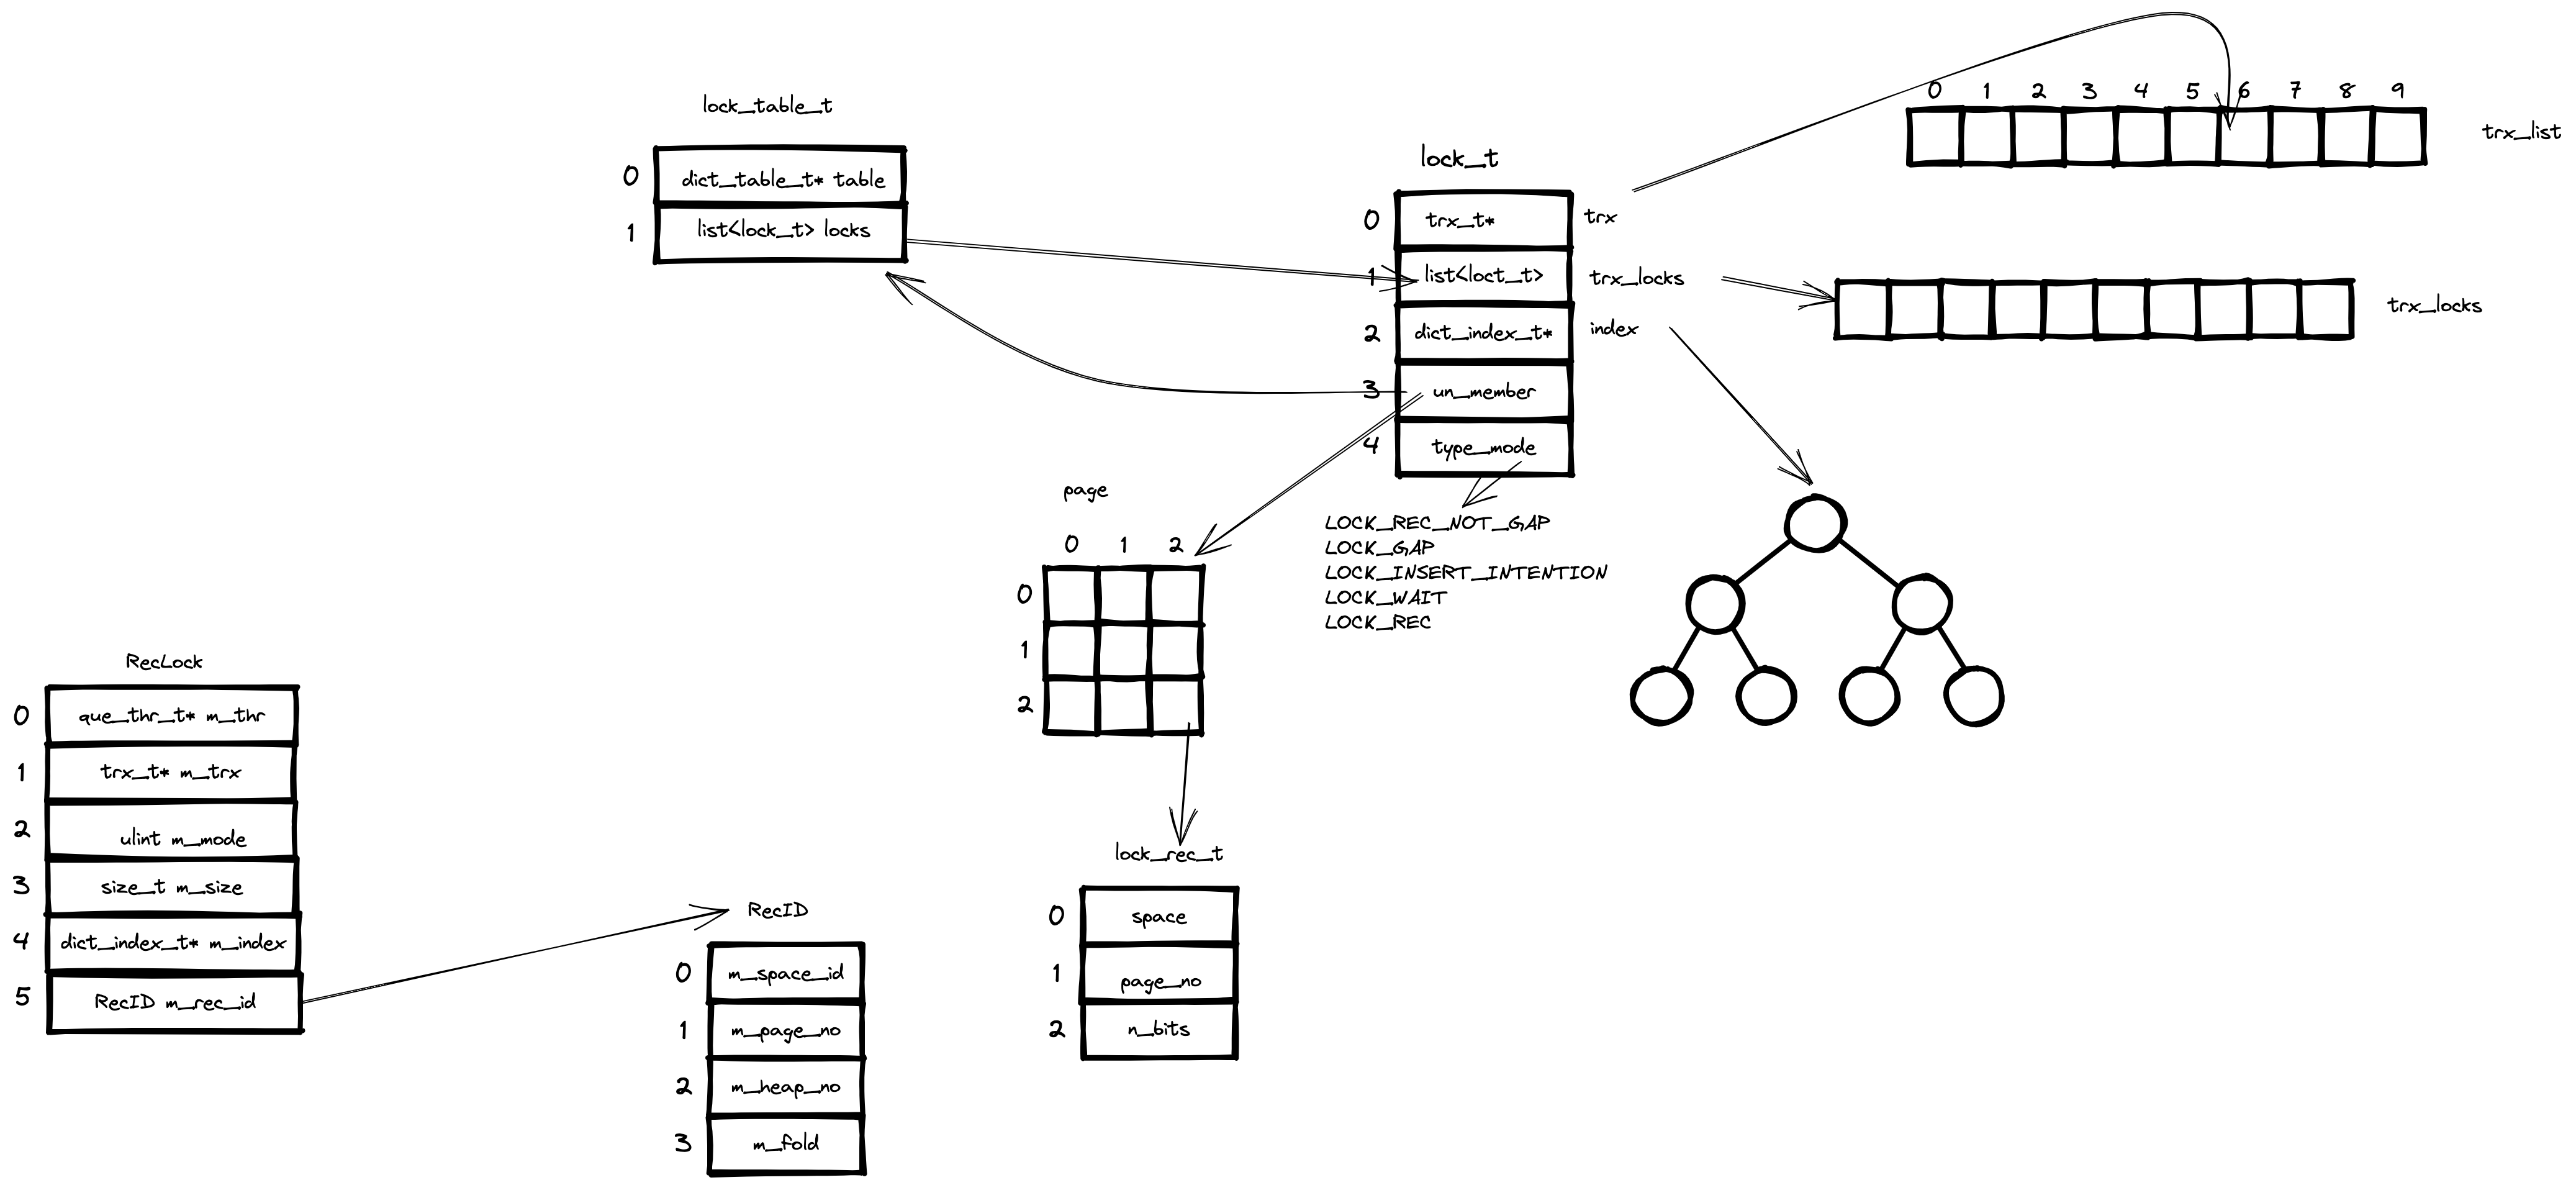 lock_table_t
0
dict_table_t* table
1
list<lock_t> locks
lock_t
0
trx_t*
trx
1
list<loct_t>
trx_locks
2
dict_index_t*
index
3
un_member
4
type_mode
0 1 2 3 4 5 6 7 8 9
trx_list
trx_locks
LOCK_REC_NOT_GAP
LOCK_GAP
LOCK_INSERT_INTENTION
LOCK_WAIT
LOCK_REC
page
0 1 2
0
1
2
lock_rec_t
0
space
1
page_no
2
n_bits
RecLock
0
que_thr_t* m_thr
1
trx_t* m_trx
2
ulint m_mode
3
size_t m_size
4
dict_index_t* m_index
5
RecID m_rec_id
RecID
0
m_space_id
1
m_page_no
2
m_heap_no
3
m_fold